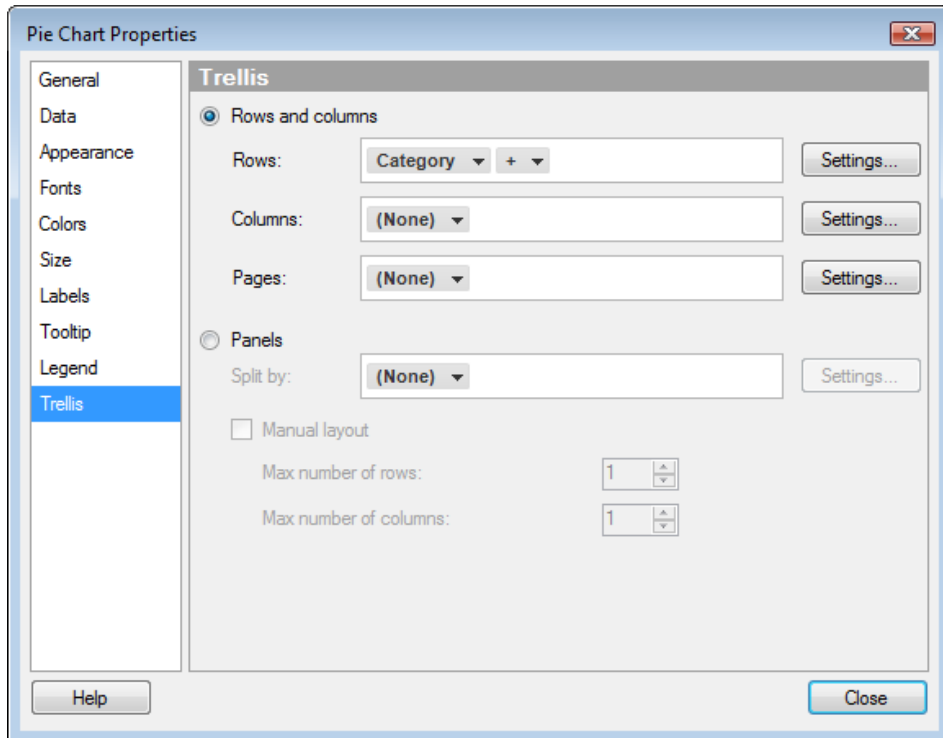 Pie Chart Properties
General
Data
Appearance
Fonts
Colors
Size
Labels
Tooltip
Legend
Trellis
Trellis
Rows and columns
Rows: Category + Settings...
Columns: (None) Settings...
Pages: (None) Settings...
Panels
Split by: (None) Settings...
Manual layout
Max number of rows: 1
Max number of columns: 1
Help Close